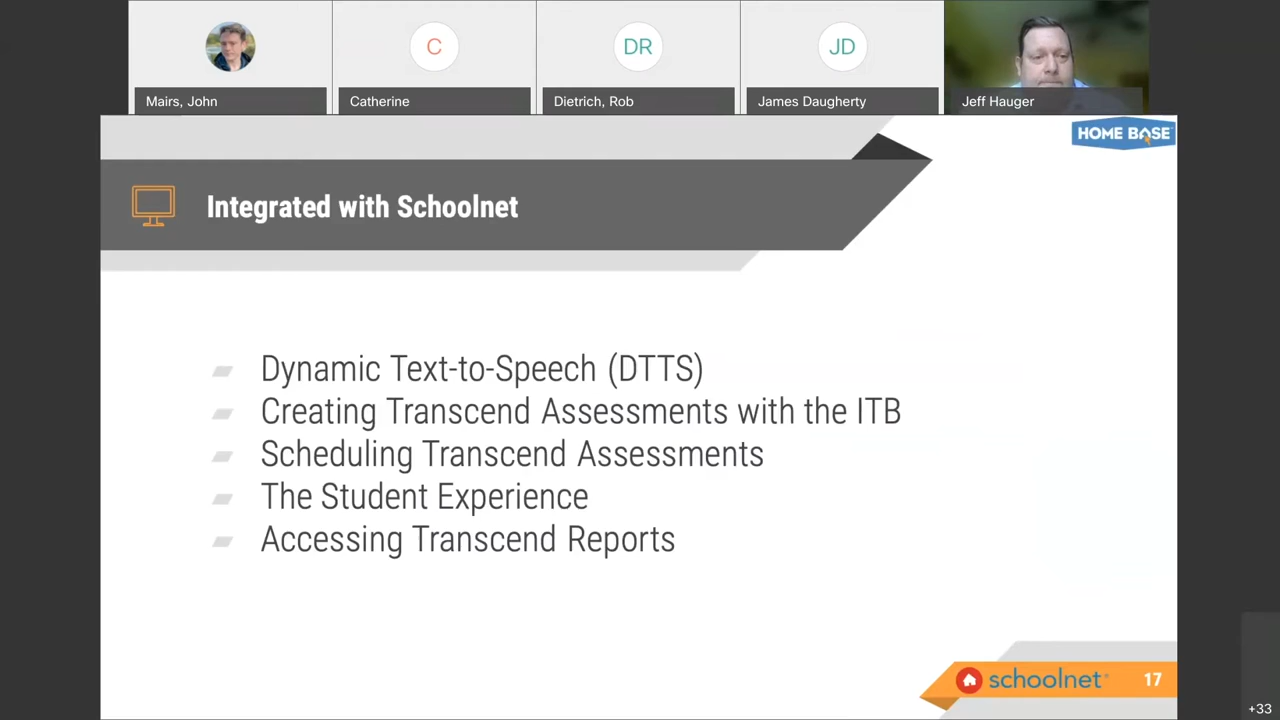 C
DR
JD
Mairs, John
Catherine
Dietrich, Rob
James Daugherty
Jeff Hauger
HOME BASE
Integrated with Schoolnet
Dynamic Text-to-Speech (DTTS)
Creating Transcend Assessments with the ITB
Scheduling Transcend Assessments
The Student Experience
Accessing Transcend Reports
schoolnet
17
+33